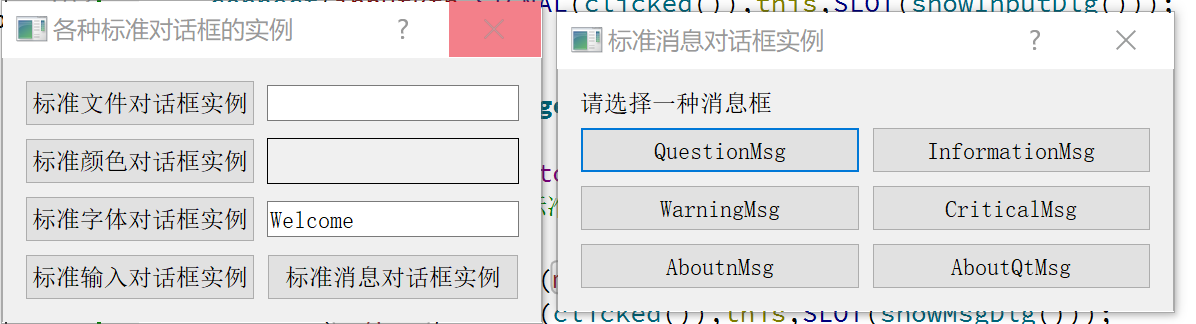 SLOT(showInputDlg()));
各种标准对话框的实例
标准文件对话框实例
标准颜色对话框实例
标准字体对话框实例
Welcome
标准输入对话框实例
标准消息对话框实例
标准消息对话框实例
请选择一种消息框
QuestionMsg
InformationMsg
WarningMsg
CriticalMsg
AboutnMsg
AboutQtMsg
(clicked()),this,SLOT(showMsgDlg()));